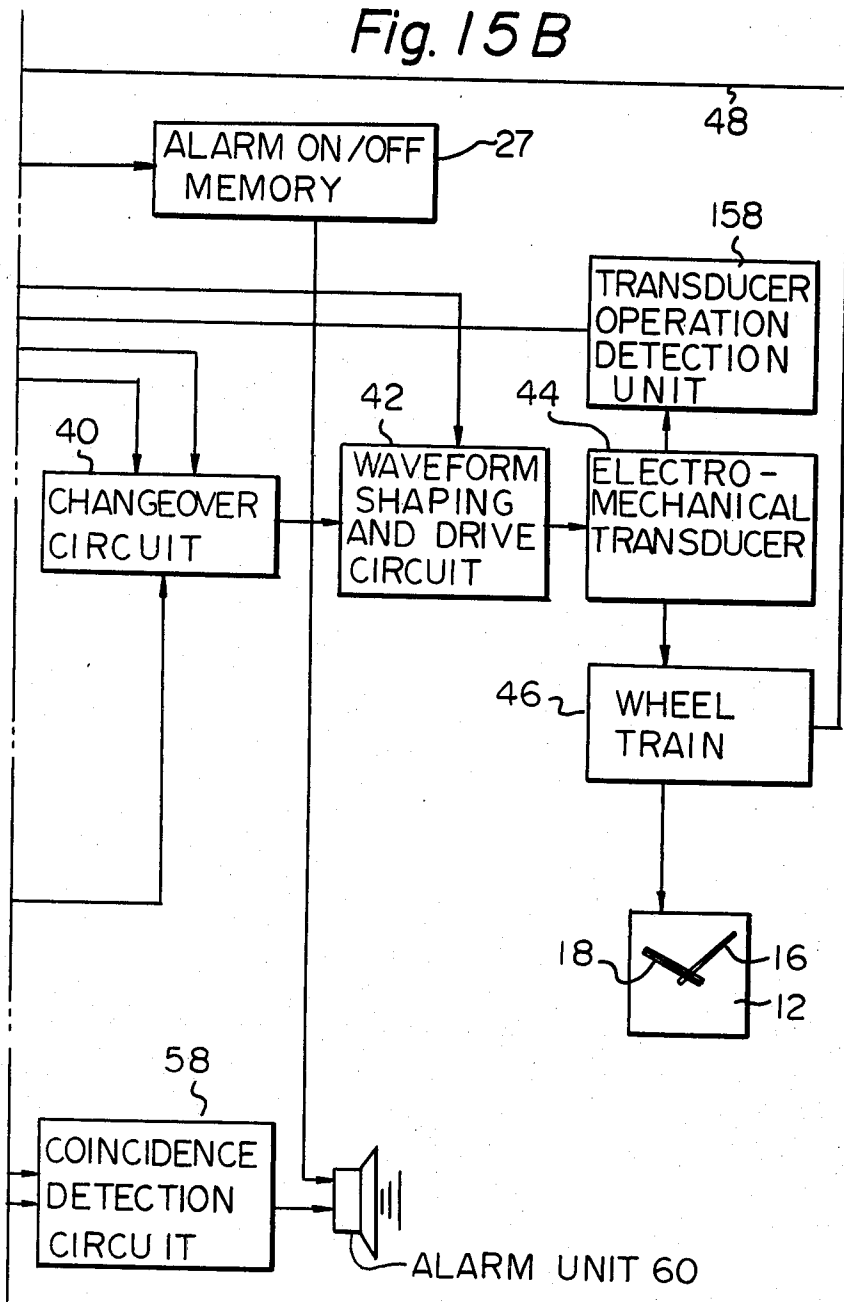 Fig. 15B
48
ALARM ON/OFF
MEMORY
27
158
TRANSDUCER
OPERATION
DETECTION
UNIT
40
CHANGEOVER
CIRCUIT
42
WAVEFORM
SHAPING
AND DRIVE
CIRCUIT
44
ELECTRO-
MECHANICAL
TRANSDUCER
46
WHEEL
TRAIN
18
16
12
58
COINCIDENCE
DETECTION
CIRCUIT
ALARM UNIT 60